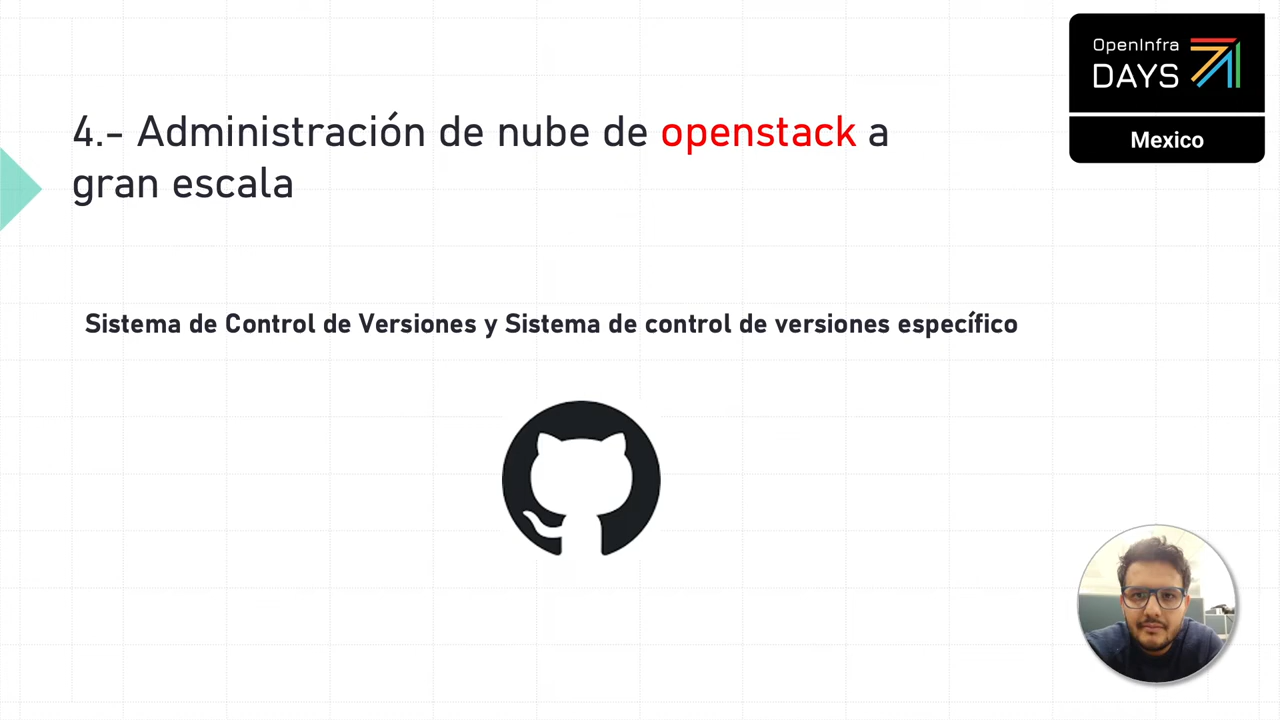 OpenInfra
DAYS
Mexico
4.- Administración de nube de openstack a
gran escala
Sistema de Control de Versiones y Sistema de control de versiones específico